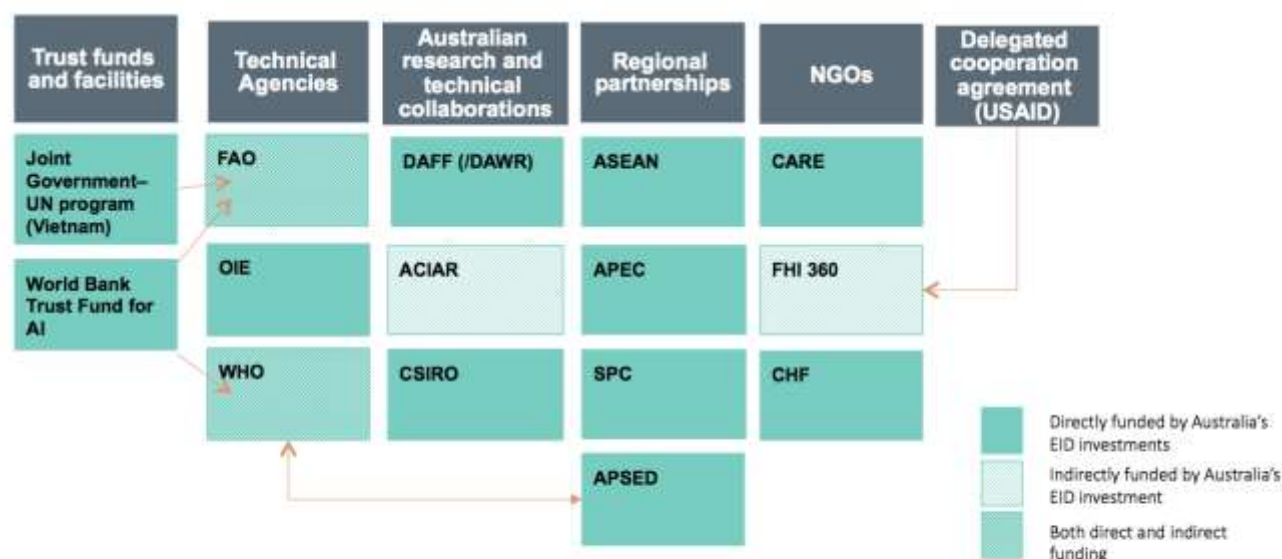 Trust funds
and facilities
Technical
Agencies
Australian
research and
technical
collaborations
Regional
partnerships
NGOs
Delegated
cooperation
agreement
(USAID)
Joint
Government–
UN program
(Vietnam)
World Bank
Trust Fund for
AI
FAO
OIE
WHO
DAFF (/DAWR)
ACIAR
CSIRO
ASEAN
APEC
SPC
APSED
CARE
FHI 360
CHF
Directly funded by Australia's
EID investments
Indirectly funded by Australia's
EID investment
Both direct and indirect
funding